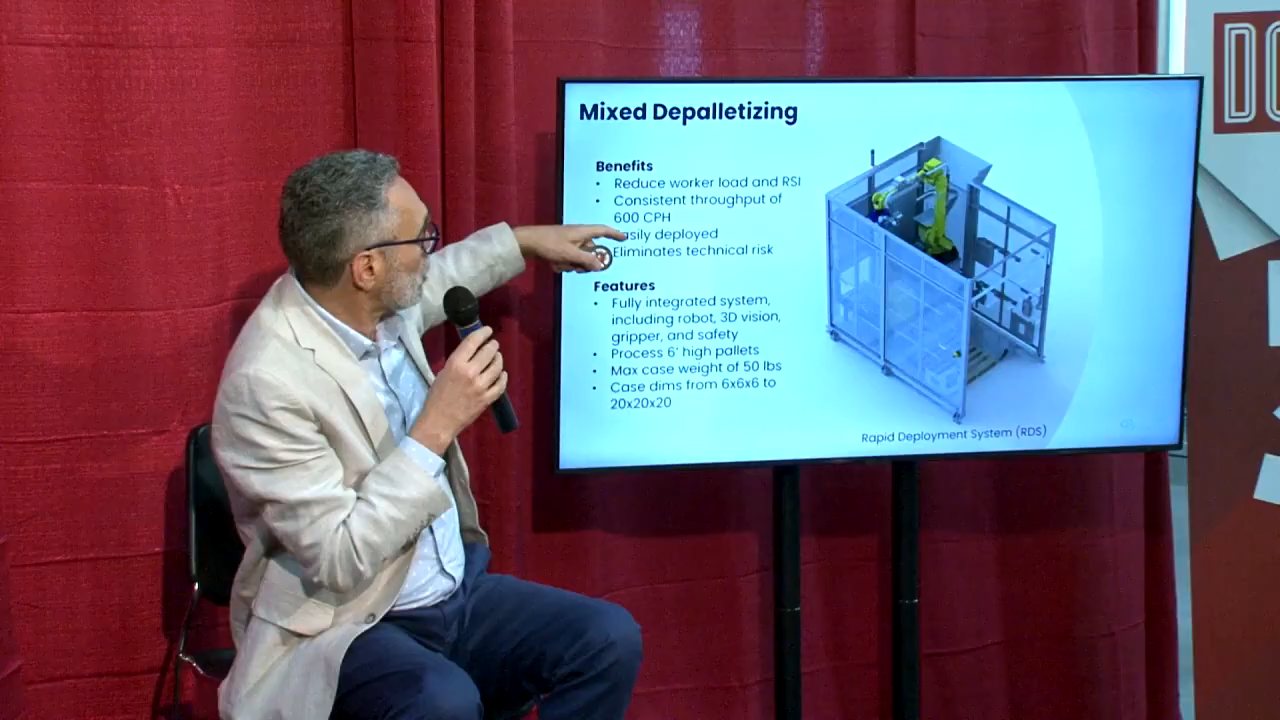 Mixed Depalletizing
Benefits
• Reduce worker load and RSI
• Consistent throughput of
600 CPH
asily deployed
Eliminates technical risk
Features
• Fully integrated system,
including robot, 3D vision,
gripper, and safety
• Process 6' high pallets
• Max case weight of 50 lbs
• Case dims from 6x6x6 to
20x20x20
Rapid Deployment System (RDS)